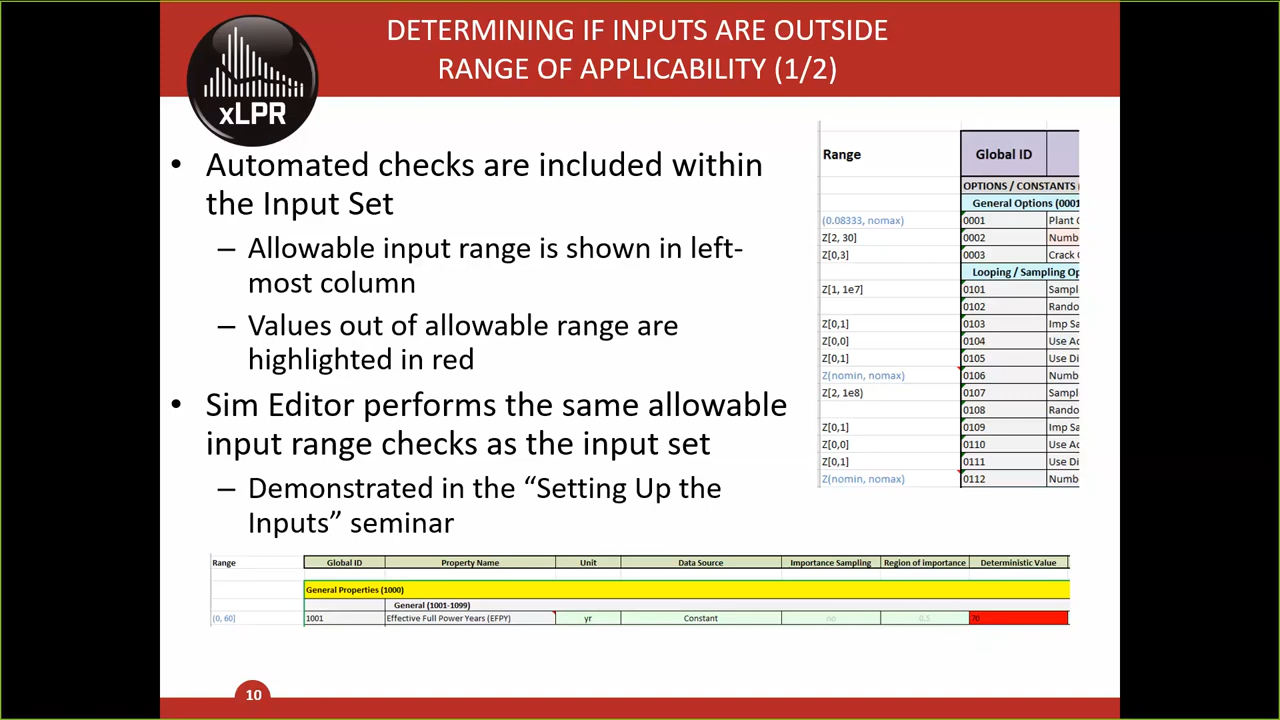 DETERMINING IF INPUTS ARE OUTSIDE
RANGE OF APPLICABILITY (1/2)
xLPR
• Automated checks are included within
the Input Set
– Allowable input range is shown in left-
most column
– Values out of allowable range are
highlighted in red
• Sim Editor performs the same allowable
input range checks as the input set
– Demonstrated in the “Setting Up the
Inputs” seminar
Range Global ID
OPTIONS / CONSTANTS (
General Options (0001
(0.08333, nomax) 0001 Plant C
Z[2, 30] 0002 Numb
Z[0,3] 0003 Crack O
Looping / Sampling Op
Z[1, 1e7] 0101 Sampl
0102 Rando
Z[0,1] 0103 Imp Sa
Z[0,0] 0104 Use Ad
Z[0,1] 0105 Use Di
Z(nomin, nomax) 0106 Numb
Z[2, 1e8) 0107 Sampl
0108 Rando
Z[0,1] 0109 Imp Sa
Z[0,0] 0110 Use Ad
Z[0,1] 0111 Use Di
Z(nomin, nomax) 0112 Numb
Range Global ID Property Name Unit Data Source Importance Sampling Region of importance Deterministic Value
General Properties (1000)
General (1001-1099)
(0, 60] 1001 Effective Full Power Years (EFPY) yr Constant no 0.5 70
10